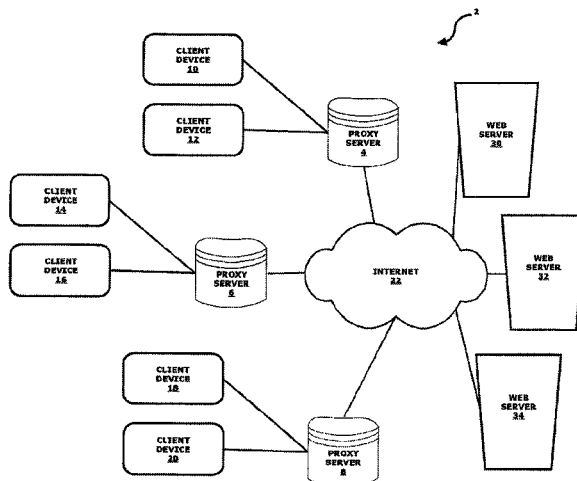 2
CLIENT
DEVICE
10
CLIENT
DEVICE
12
PROXY
SERVER
4
WEB
SERVER
30
CLIENT
DEVICE
14
CLIENT
DEVICE
16
PROXY
SERVER
6
INTERNET
22
WEB
SERVER
32
CLIENT
DEVICE
18
CLIENT
DEVICE
20
PROXY
SERVER
8
WEB
SERVER
34